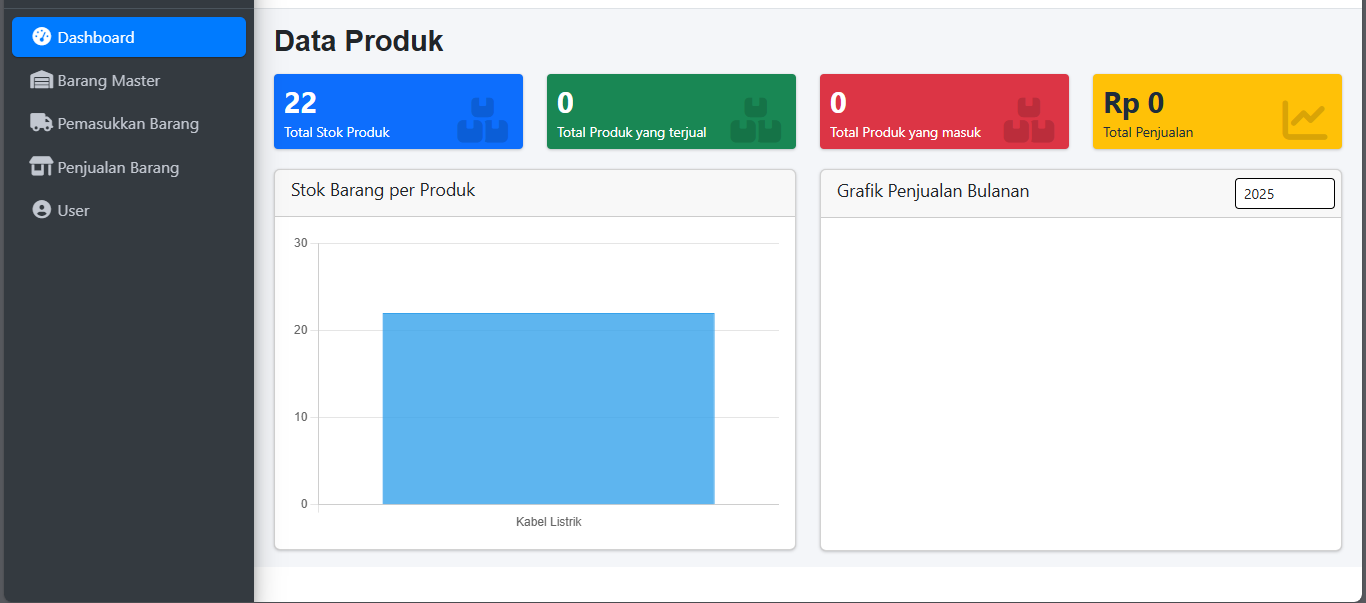 Dashboard
Barang Master
Pemasukkan Barang
Penjualan Barang
User
Data Produk
22
Total Stok Produk
0
Total Produk yang terjual
0
Total Produk yang masuk
Rp 0
Total Penjualan
Stok Barang per Produk
30
20
10
0
Kabel Listrik
Grafik Penjualan Bulanan
2025